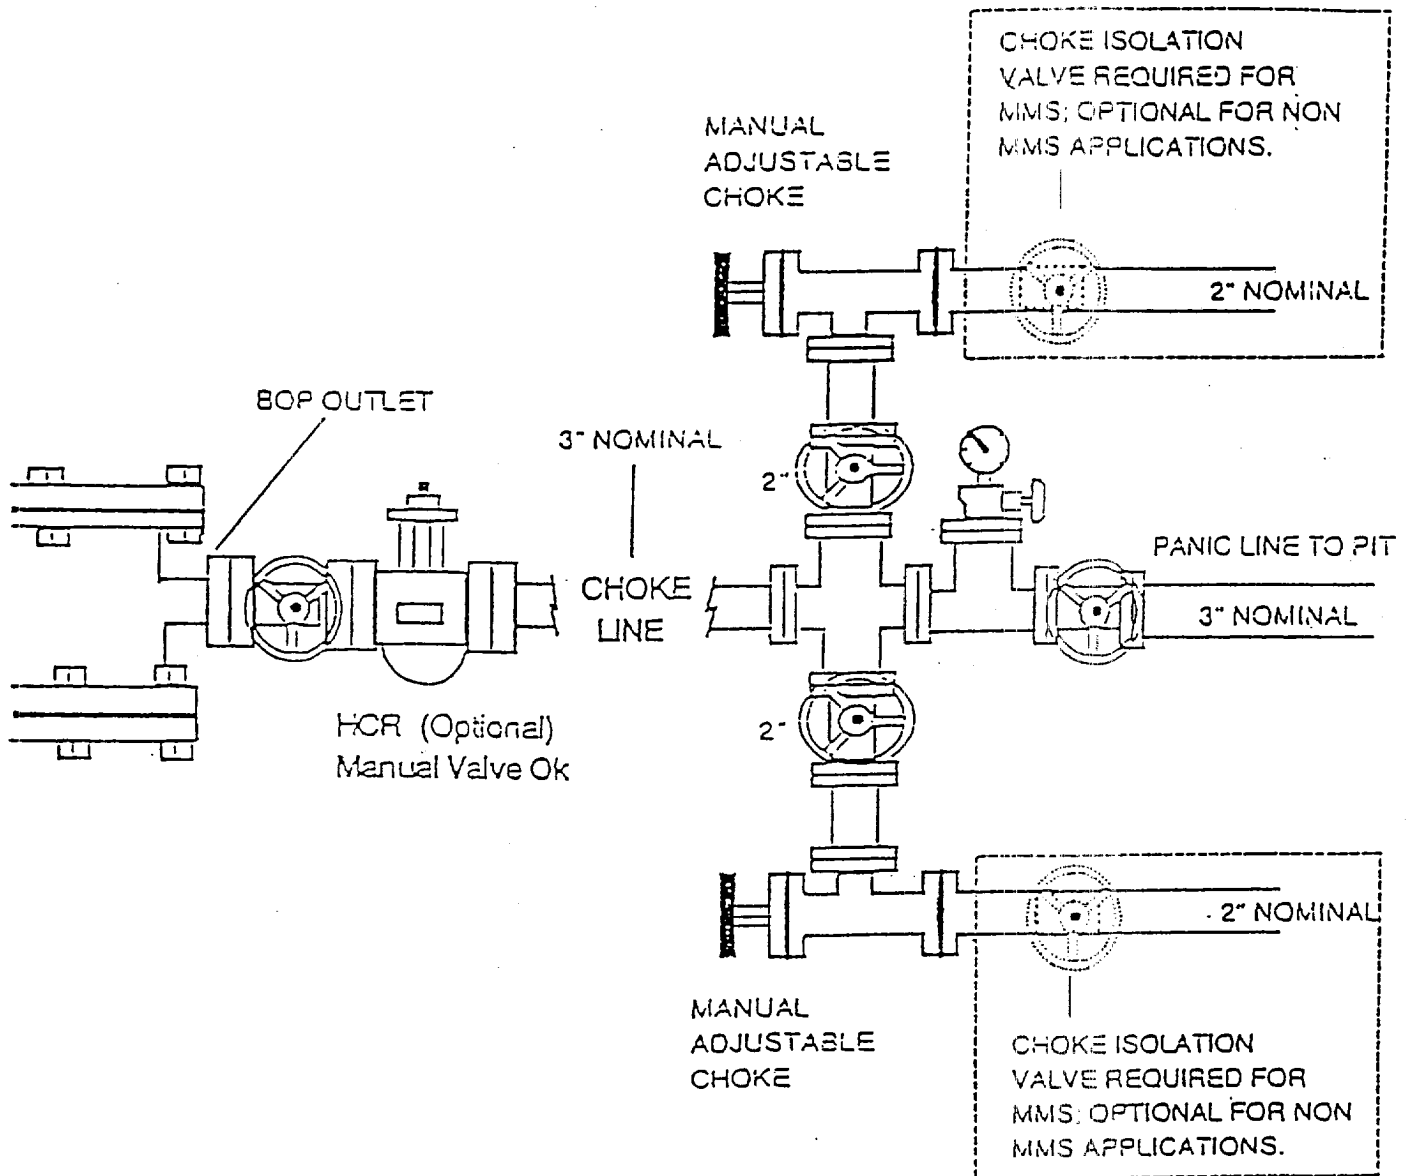 CHOKE ISOLATION
VALVE REQUIRED FOR
MMS; OPTIONAL FOR NON
MMS APPLICATIONS.
MANUAL
ADJUSTABLE
CHOKE
2" NOMINAL
BOP OUTLET
3" NOMINAL
2"
PANIC LINE TO PIT
CHOKE
LINE
3" NOMINAL
2"
HCR (Optional)
Manual Valve Ok
2" NOMINAL
MANUAL
ADJUSTABLE
CHOKE
CHOKE ISOLATION
VALVE REQUIRED FOR
MMS; OPTIONAL FOR NON
MMS APPLICATIONS.